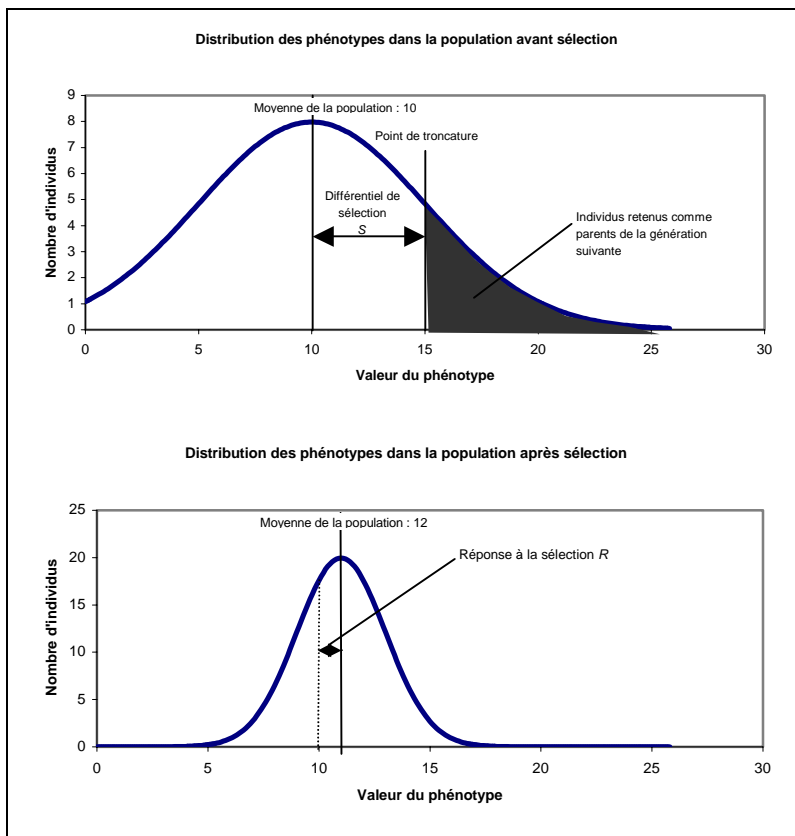 Distribution des phénotypes dans la population avant sélection
9
8
7
6
5
4
3
2
1
0
Nombre d'individus
Moyenne de la population : 10
Point de troncature
Différentiel de
sélection
S
Individus retenus comme
parents de la génération
suivante
0 5 10 15 20 25 30
Valeur du phénotype
Distribution des phénotypes dans la population après sélection
25
20
15
10
5
0
Nombre d'individus
Moyenne de la population : 12
Réponse à la sélection R
0 5 10 15 20 25 30
Valeur du phénotype